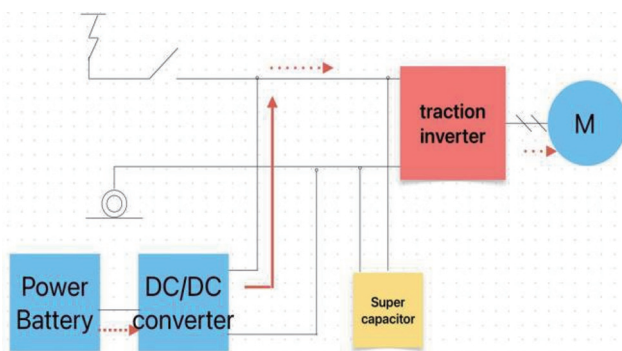 traction
inverter
M
Power
Battery
DC/DC
converter
Super
capacitor